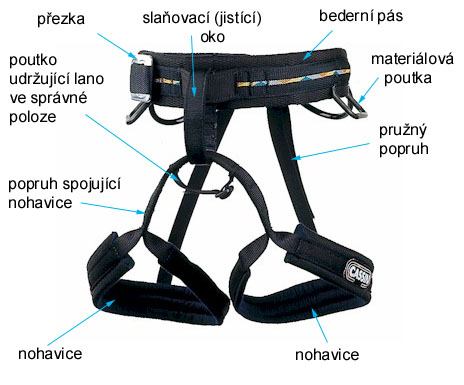 přezka
slaňovací (jistící)
oko
bederní pás
poutko
udržující lano
ve správné
poloze
materiálová
poutka
pružný
popruh
popruh spojující
nohavice
CASSIN
nohavice
nohavice